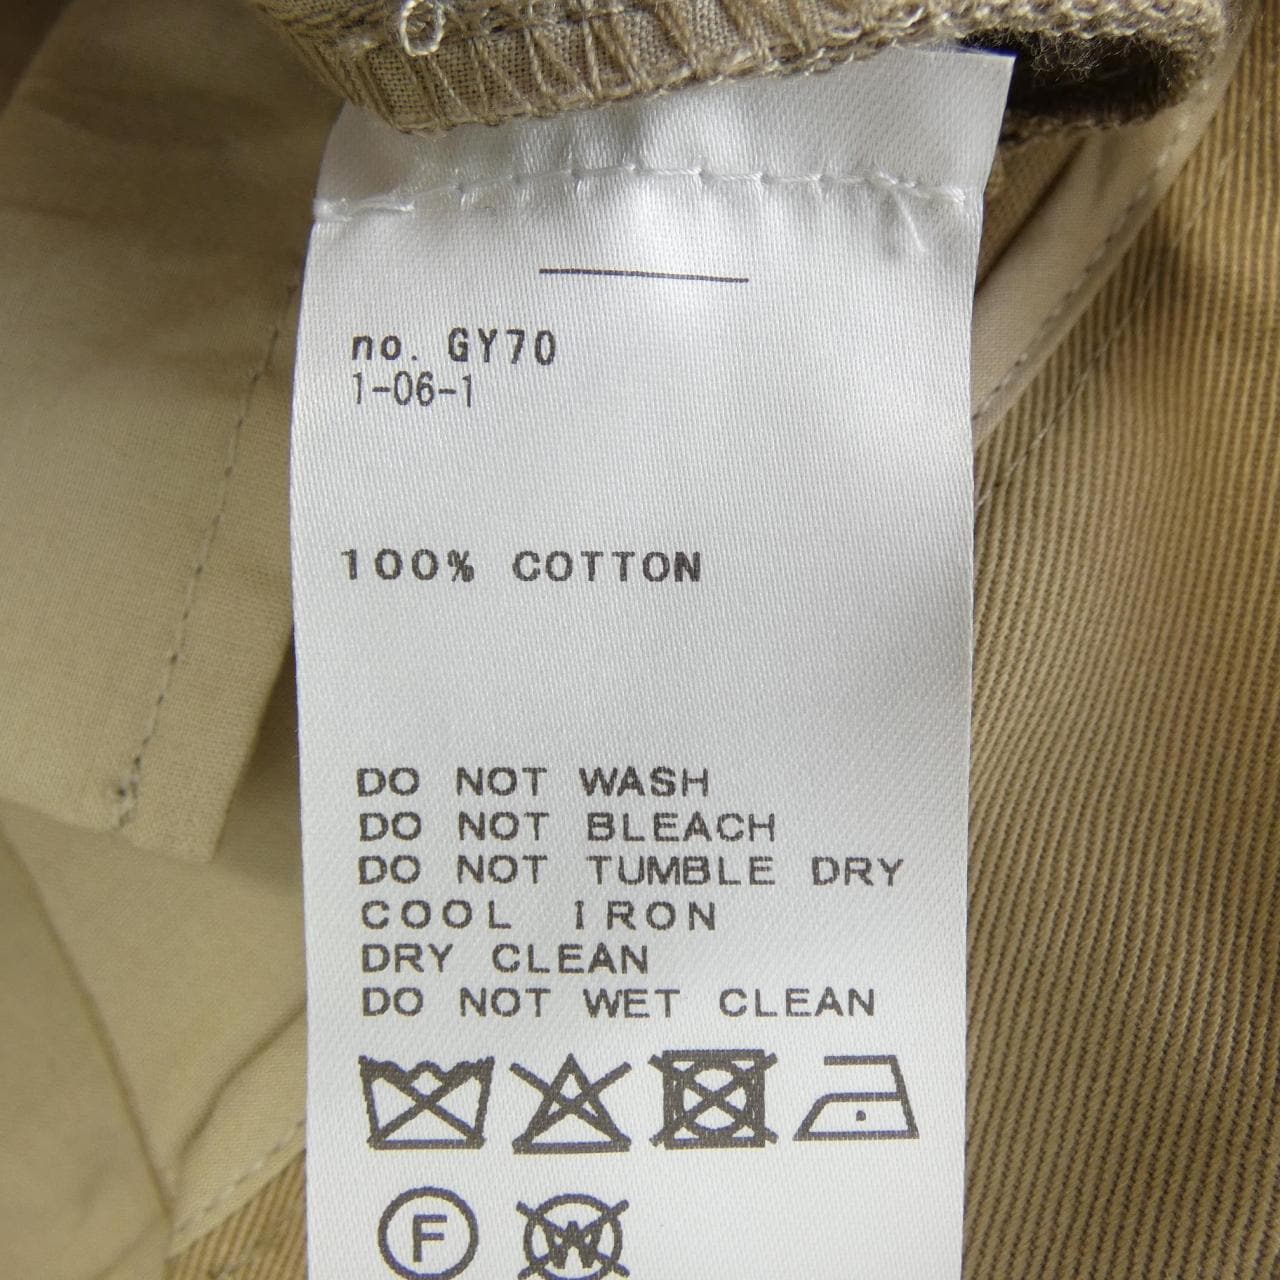 no. GY70
1-06-1
100% COTTON
DO NOT WASH
DO NOT BLEACH
DO NOT TUMBLE DRY
COOL IRON
DRY CLEAN
DO NOT WET CLEAN
F W